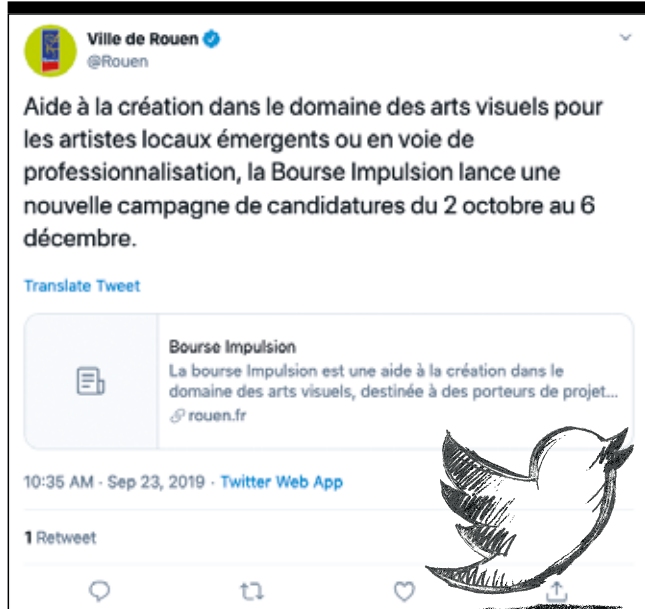 Ville de Rouen
@Rouen
Aide à la création dans le domaine des arts visuels pour
les artistes locaux émergents ou en voie de
professionnalisation, la Bourse Impulsion lance une
nouvelle campagne de candidatures du 2 octobre au 6
décembre.
Translate Tweet
Bourse Impulsion
La bourse Impulsion est une aide à la création dans le
domaine des arts visuels, destinée à des porteurs de projet...
rouen.fr
10:35 AM · Sep 23, 2019 · Twitter Web App
1 Retweet